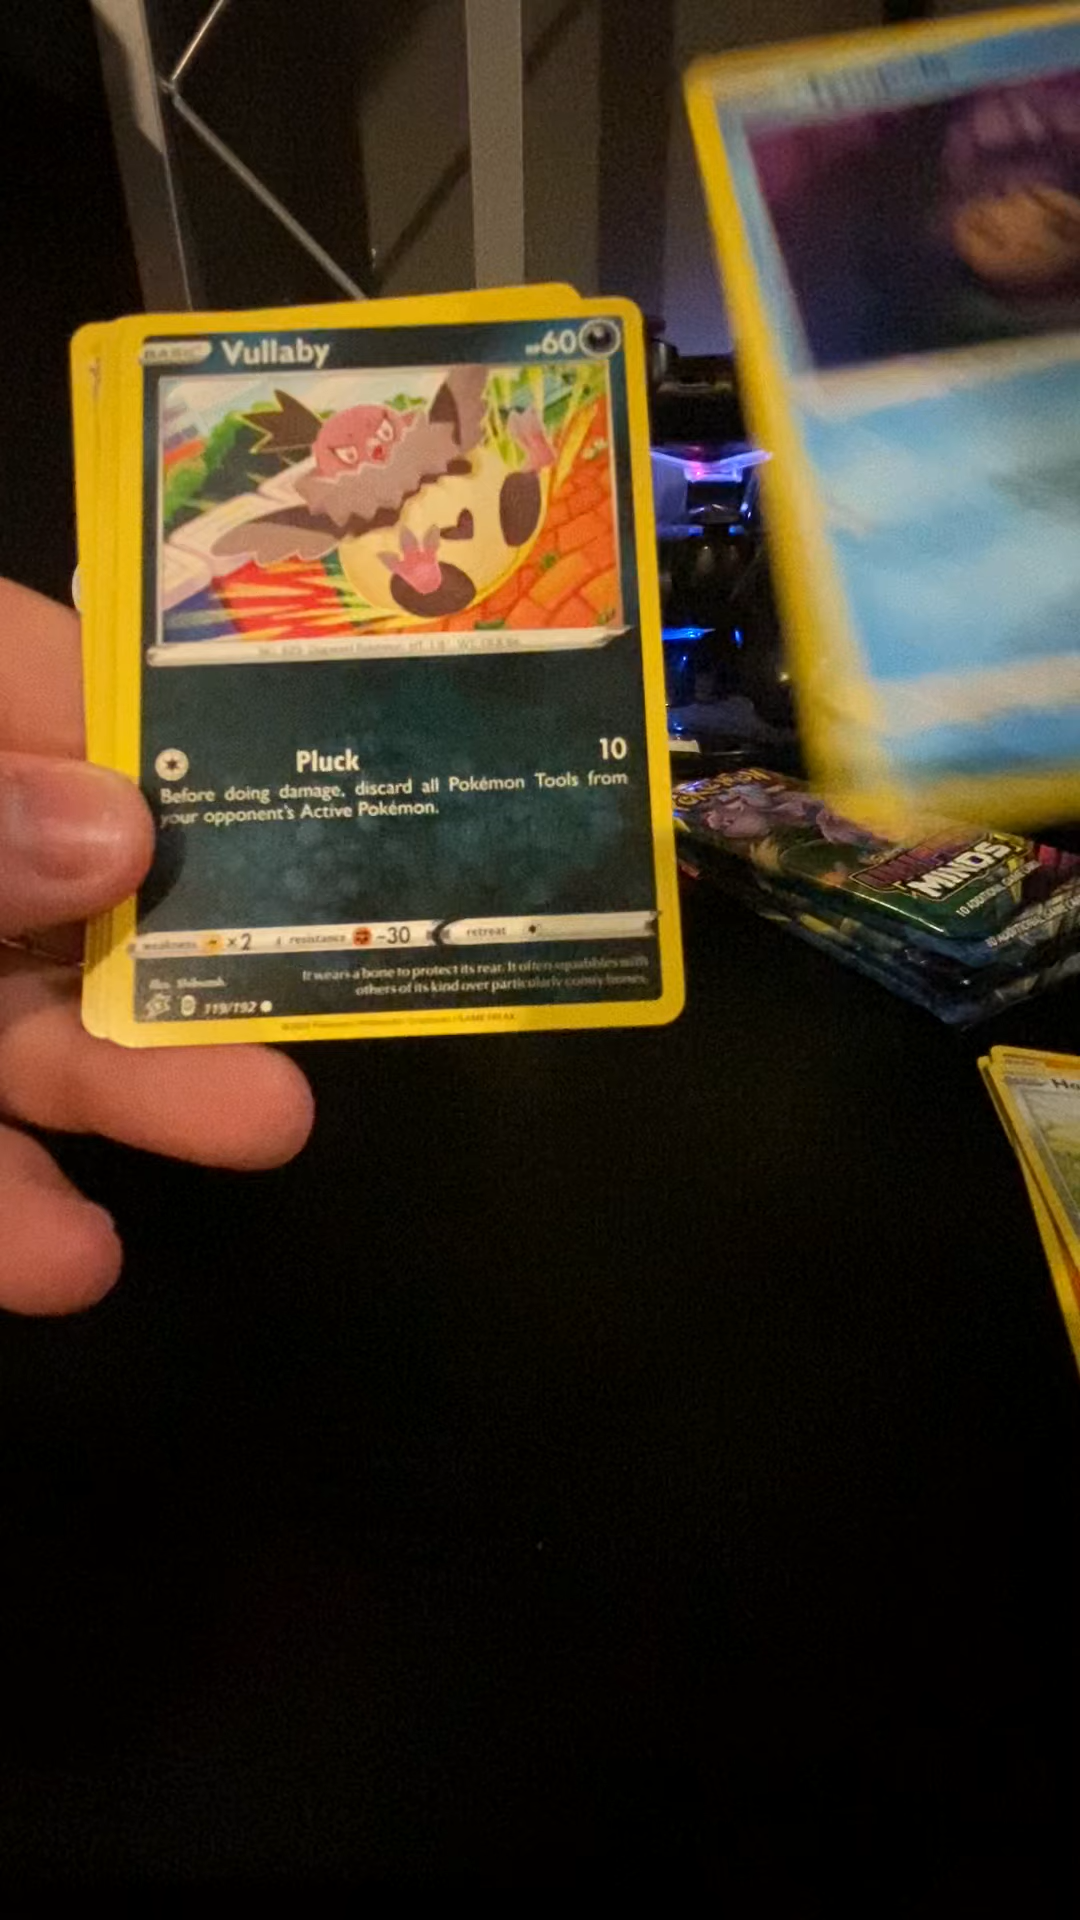 BASIC Vullaby HP60
Pluck 10
Before doing damage, discard all Pokémon Tools from
your opponent's Active Pokémon.
weakness ×2 resistance -30 retreat
Illus. Shibuzoh.
It wears a bone to protect its rear. It often squabbles with
others of its kind over particularly comfy bones.
119/192
MINDS
10 ADDITIONAL GAME CARDS